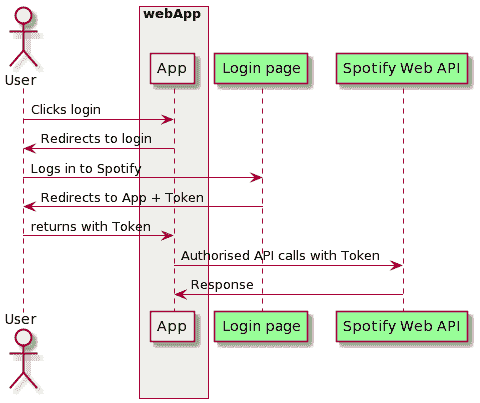 webApp
App
Login page
Spotify Web API
User
Clicks login
Redirects to login
Logs in to Spotify
Redirects to App + Token
returns with Token
Authorised API calls with Token
Response
User
App
Login page
Spotify Web API